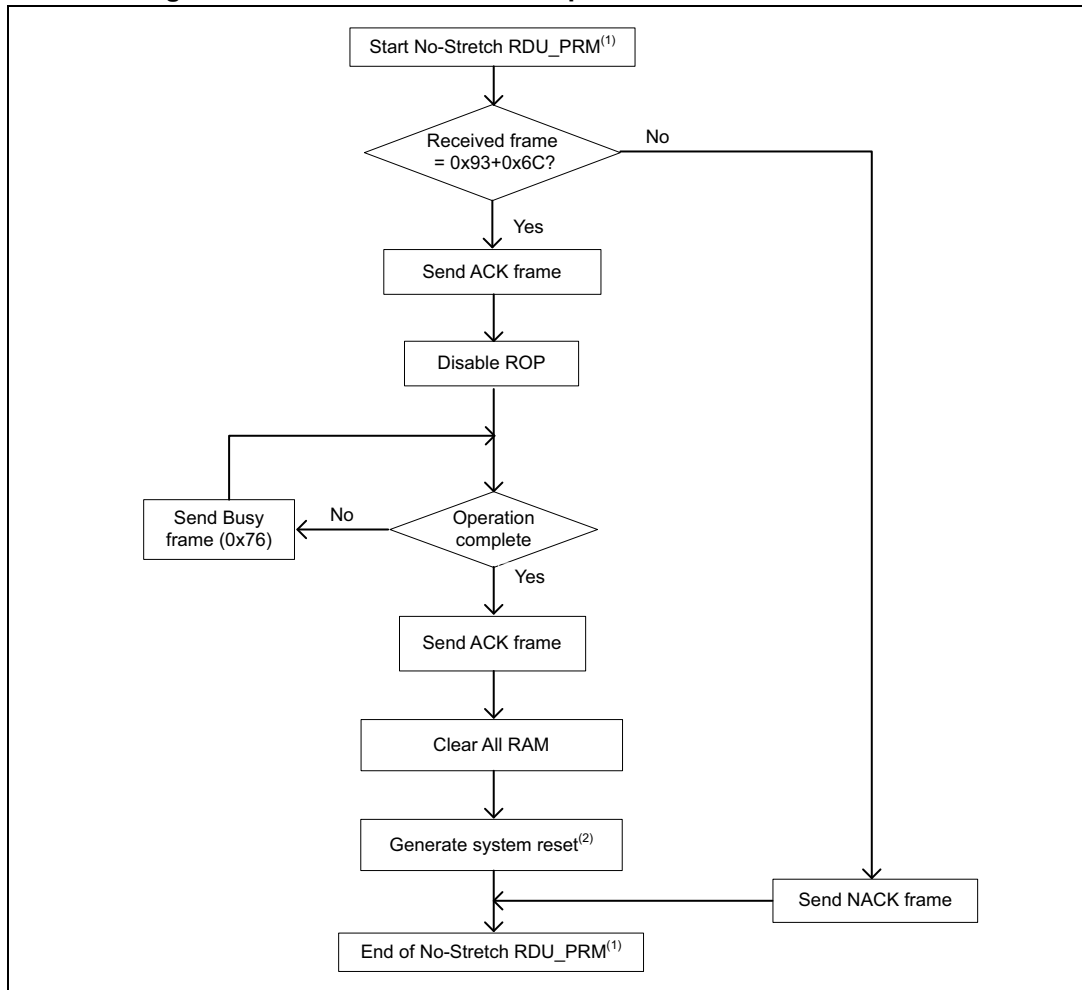 Start No-Stretch RDU_PRM(1)
Received frame
= 0x93+0x6C?
No
Yes
Send ACK frame
Disable ROP
Send Busy
frame (0x76)
No
Operation
complete
Yes
Send ACK frame
Clear All RAM
Generate system reset(2)
Send NACK frame
End of No-Stretch RDU_PRM(1)